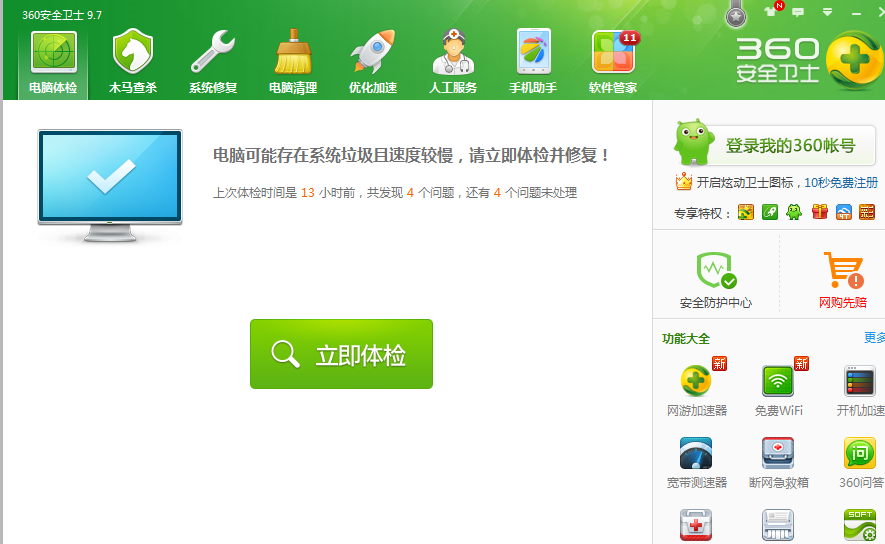 360安全卫士 9.7
N
电脑体检
木马查杀
系统修复
电脑清理
优化加速
人工服务
手机助手
11
软件管家
360
安全卫士
电脑可能存在系统垃圾且速度较慢，请立即体检并修复！
上次体检时间是 13 小时前，共发现 4 个问题，还有 4 个问题未处理
立即体检
登录我的360帐号
开启炫动卫士图标，10秒免费注册
专享特权：
安全防护中心
网购先赔
功能大全
更多
新
新
网游加速器
免费WiFi
开机加速
宽带测速器
断网急救箱
问
360问答
SOFT